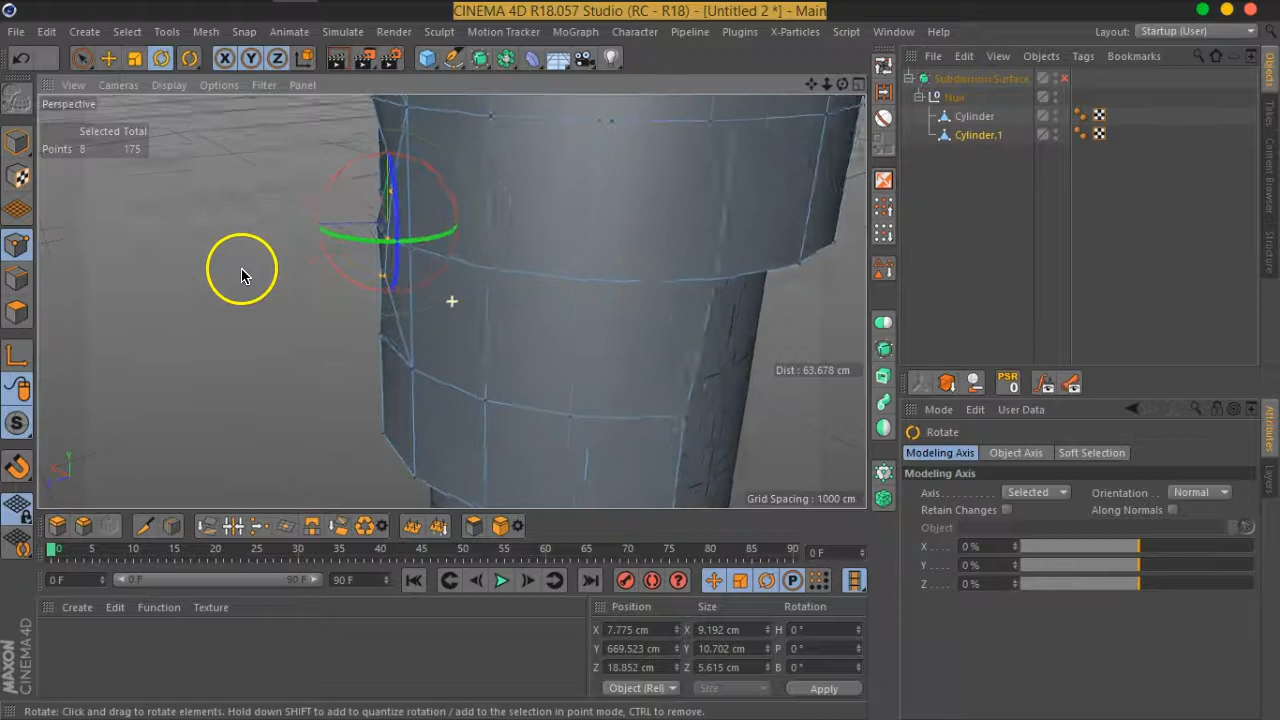 CINEMA 4D R18.057 Studio (RC - R18) - [Untitled 2 *] - Main
File Edit Create Select Tools Mesh Snap Animate Simulate Render Sculpt Motion Tracker MoGraph Character Pipeline Plugins X-Particles Script Window Help Layout: Startup (User)
X Y Z
File Edit View Objects Tags Bookmarks
View Cameras Display Options Filter Panel
Perspective
Selected Total
Points 8 175
Subdivision Surface
Null
Cylinder
Cylinder.1
Objects
Takes
Content Browser
Structure
Dist : 63.678 cm
Y
PSR
0
Mode Edit User Data
Rotate
Modeling Axis Object Axis Soft Selection
Modeling Axis
Axis Selected Orientation Normal
Retain Changes Along Normals
Object
X 0 %
Y 0 %
Z 0 %
Attributes
Layers
Grid Spacing : 1000 cm
0 5 10 15 20 25 30 35 40 45 50 55 60 65 70 75 80 85 90 0 F
0 F 0 F 90 F 90 F
P
Create Edit Function Texture
Position Size Rotation
X 7.775 cm X 9.192 cm H 0 °
Y 669.523 cm Y 10.702 cm P 0 °
Z 18.852 cm Z 5.615 cm B 0 °
Object (Rel) Size Apply
MAXON
CINEMA 4D
Rotate: Click and drag to rotate elements. Hold down SHIFT to add to quantize rotation / add to the selection in point mode, CTRL to remove.